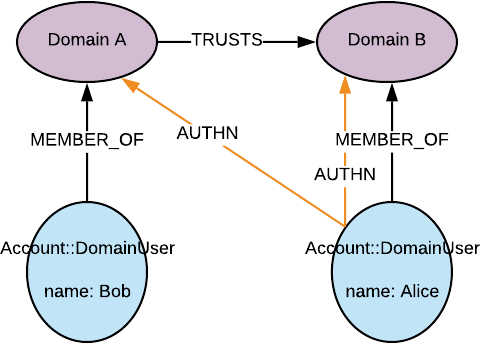 Domain A
TRUSTS
Domain B
MEMBER_OF
AUTHN
MEMBER_OF
AUTHN
Account::DomainUser
name: Bob
Account::DomainUser
name: Alice